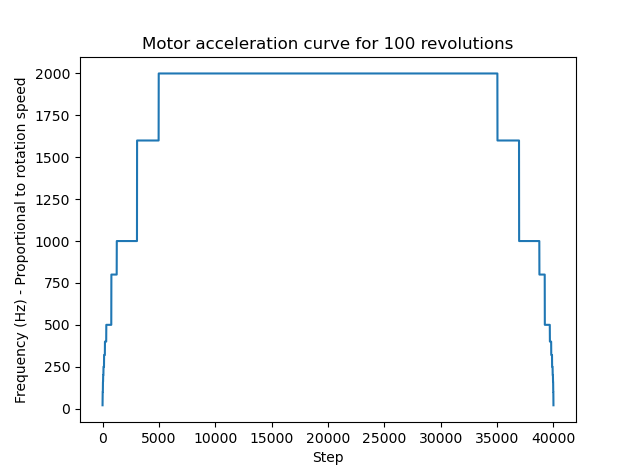 Motor acceleration curve for 100 revolutions
Frequency (Hz) - Proportional to rotation speed
2000
1750
1500
1250
1000
750
500
250
0
0 5000 10000 15000 20000 25000 30000 35000 40000
Step